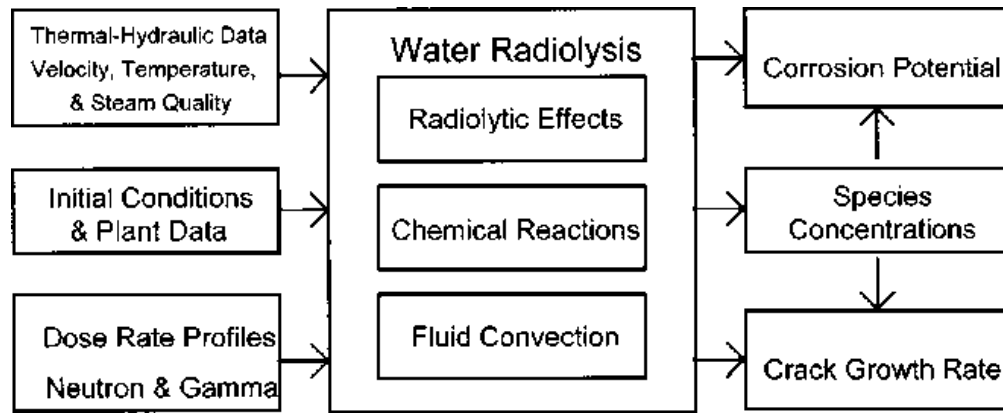 Thermal-Hydraulic Data
Velocity, Temperature,
& Steam Quality
Initial Conditions
& Plant Data
Dose Rate Profiles
Neutron & Gamma
Water Radiolysis
Radiolytic Effects
Chemical Reactions
Fluid Convection
Corrosion Potential
Species
Concentrations
Crack Growth Rate